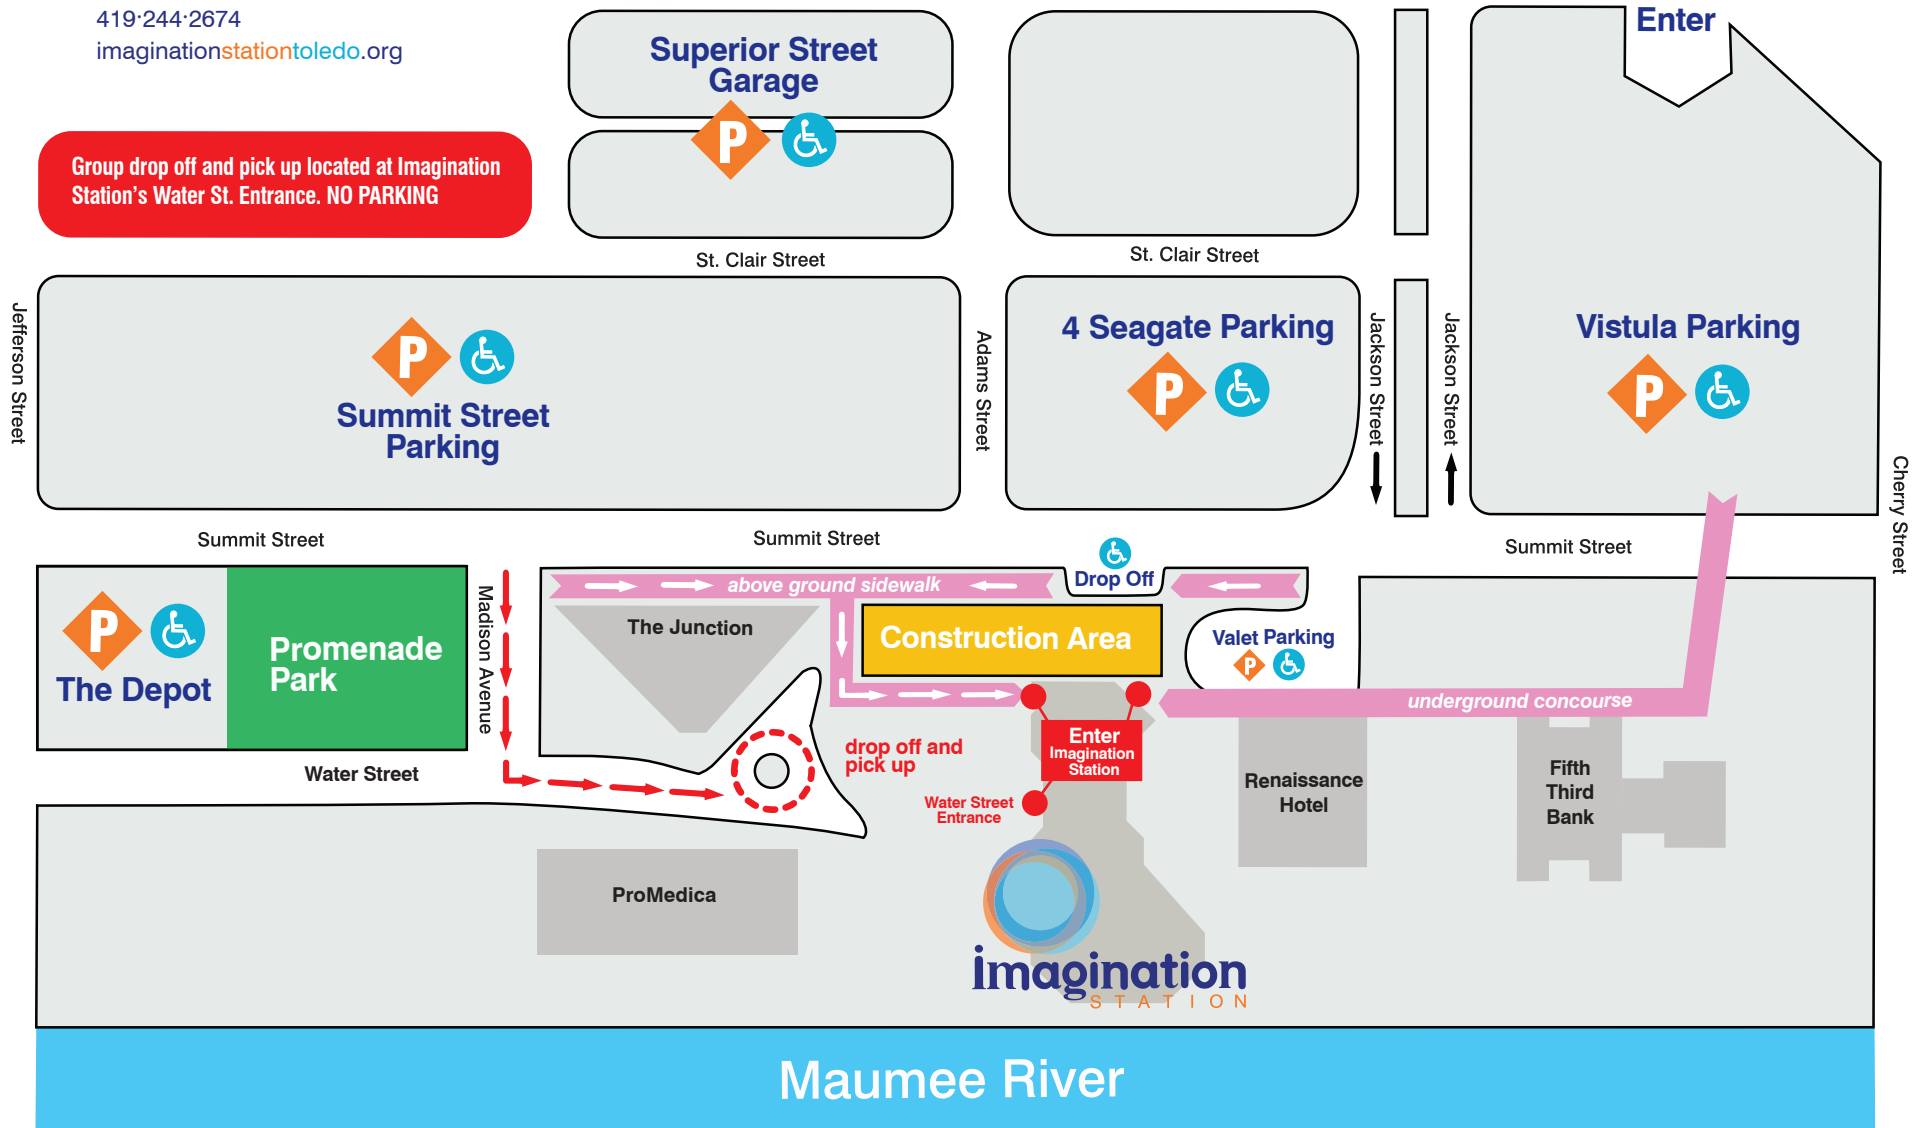 419·244·2674
imaginationstationtoledo.org
Group drop off and pick up located at Imagination
Station's Water St. Entrance. NO PARKING
Superior Street
Garage
P
Enter
St. Clair Street
St. Clair Street
Jefferson Street
P
Summit Street
Parking
Adams Street
4 Seagate Parking
P
Jackson Street
Jackson Street
Vistula Parking
P
Cherry Street
Summit Street
Summit Street
Summit Street
P
The Depot
Promenade
Park
Madison Avenue
above ground sidewalk
Drop Off
The Junction
Construction Area
Valet Parking
P
underground concourse
Water Street
drop off and
pick up
Enter
Imagination
Station
Water Street
Entrance
Renaissance
Hotel
Fifth
Third
Bank
ProMedica
imagination
STATION
Maumee River